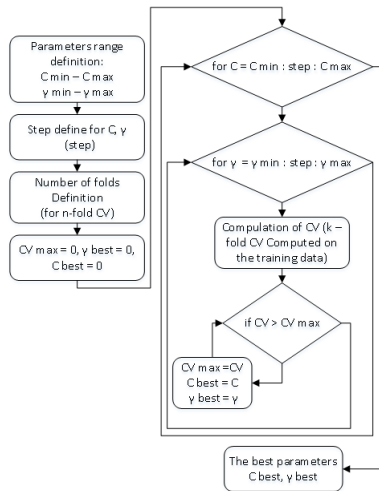 Parameters range
definition:
C min – C max
γ min – γ max
Step define for C, γ
(step)
Number of folds
Definition
(for n-fold CV)
CV max = 0, γ best = 0,
C best = 0
for C = C min : step : C max
for γ = γ min : step: γ max
Compulation of CV (k –
fold CV Computed on
the training data)
if CV > CV max
CV max =CV
C best = C
γ best = γ
The best parameters
C best, γ best